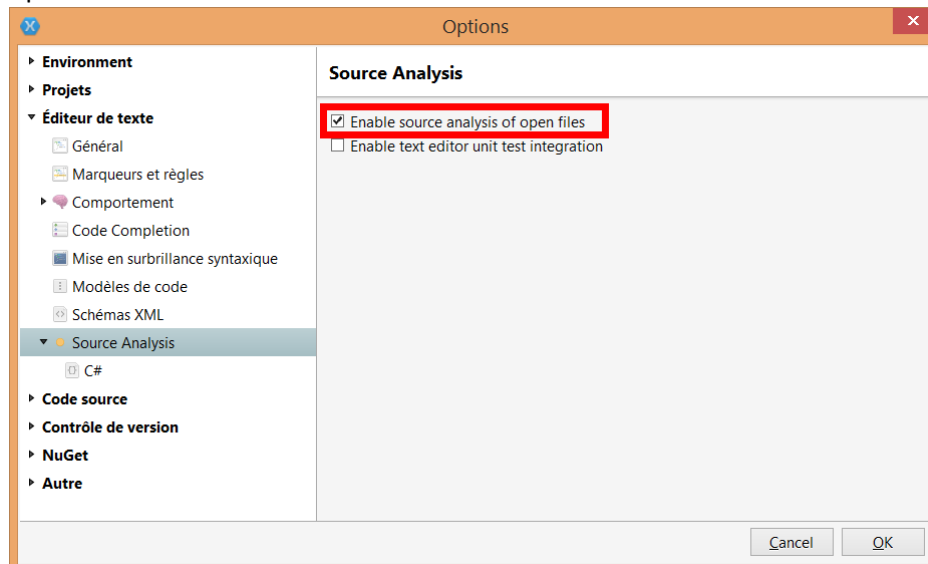 Options
Environment
Projets
Éditeur de texte
Général
Marqueurs et règles
Comportement
Code Completion
Mise en surbrillance syntaxique
Modèles de code
Schémas XML
Source Analysis
C#
Code source
Contrôle de version
NuGet
Autre
Source Analysis
Enable source analysis of open files
Enable text editor unit test integration
Cancel
OK